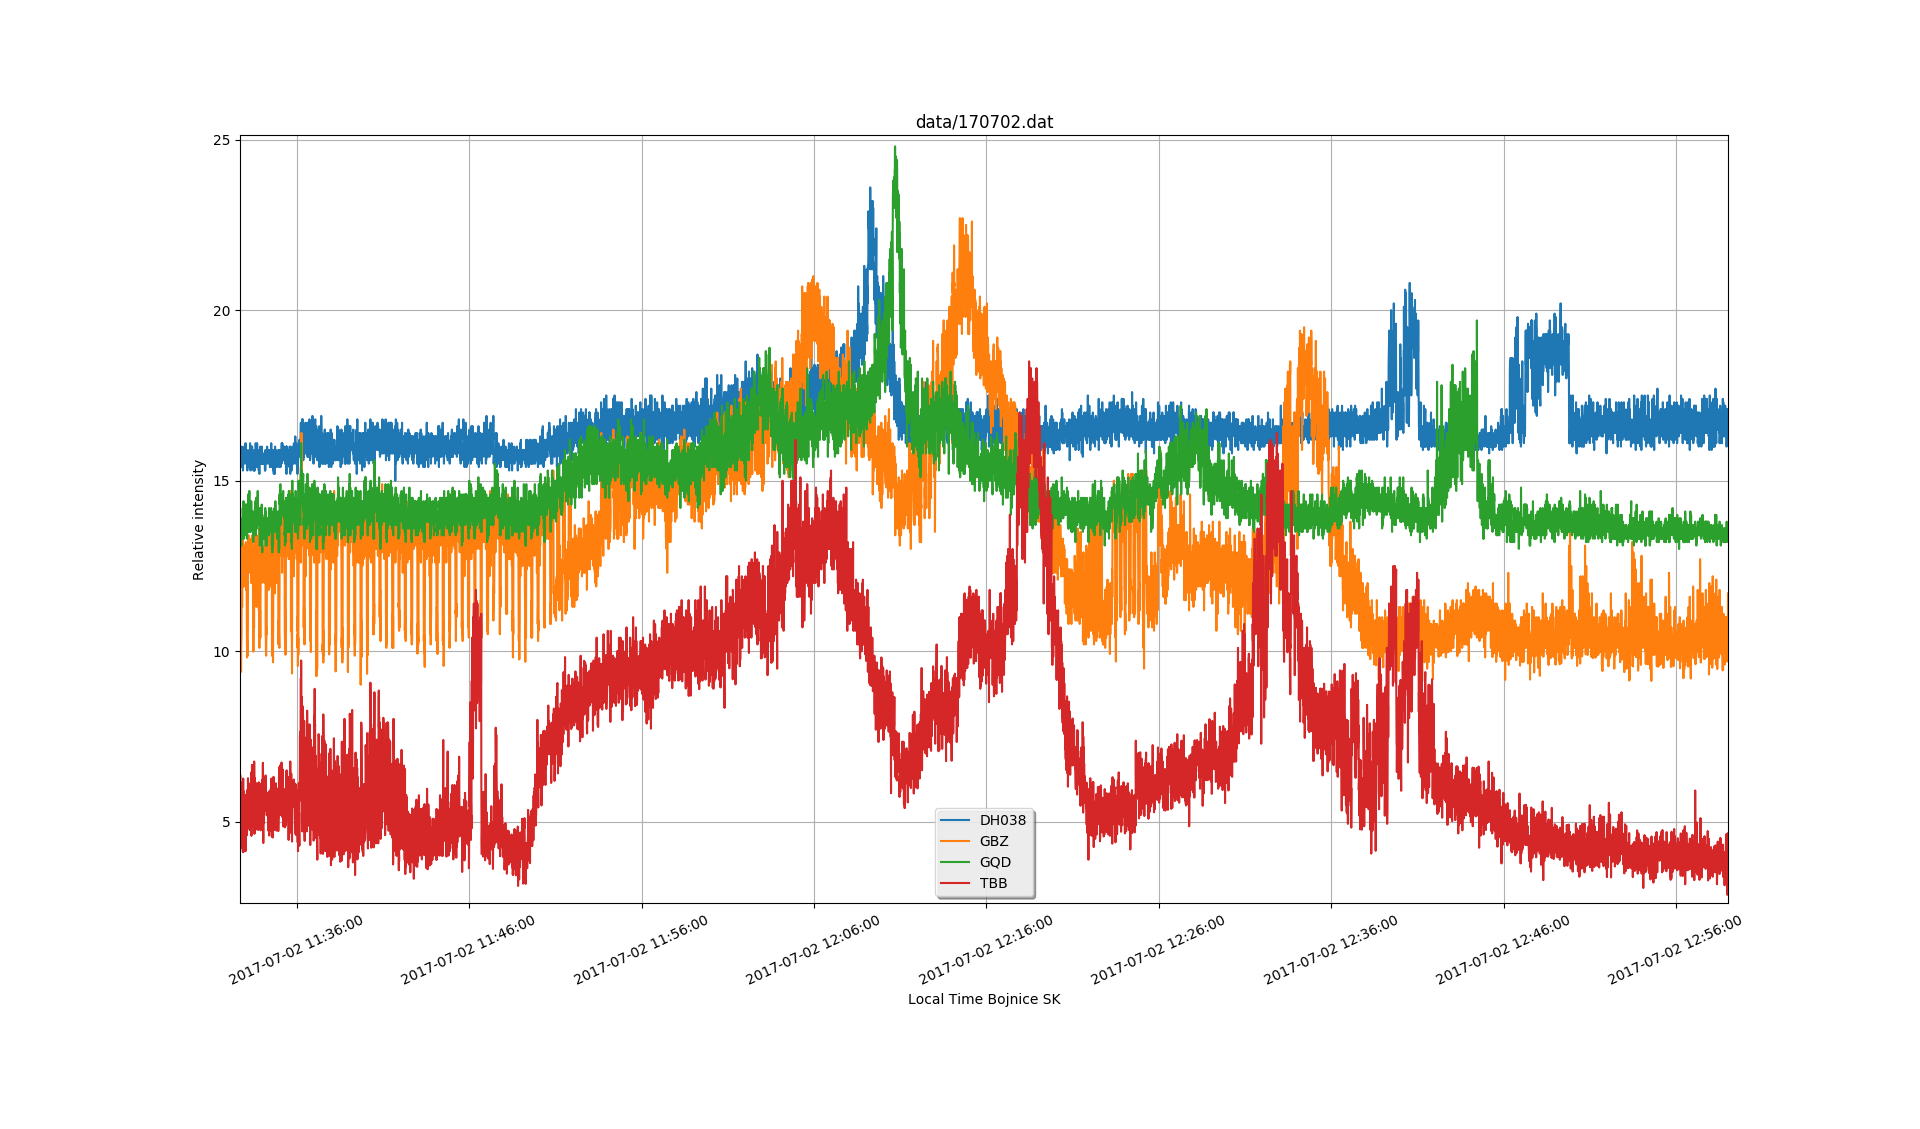 data/170702.dat
Relative intensity
25
20
15
10
5
DH038
GBZ
GQD
TBB
2017-07-02 11:36:00
2017-07-02 11:46:00
2017-07-02 11:56:00
2017-07-02 12:06:00
2017-07-02 12:16:00
2017-07-02 12:26:00
2017-07-02 12:36:00
2017-07-02 12:46:00
2017-07-02 12:56:00
Local Time Bojnice SK